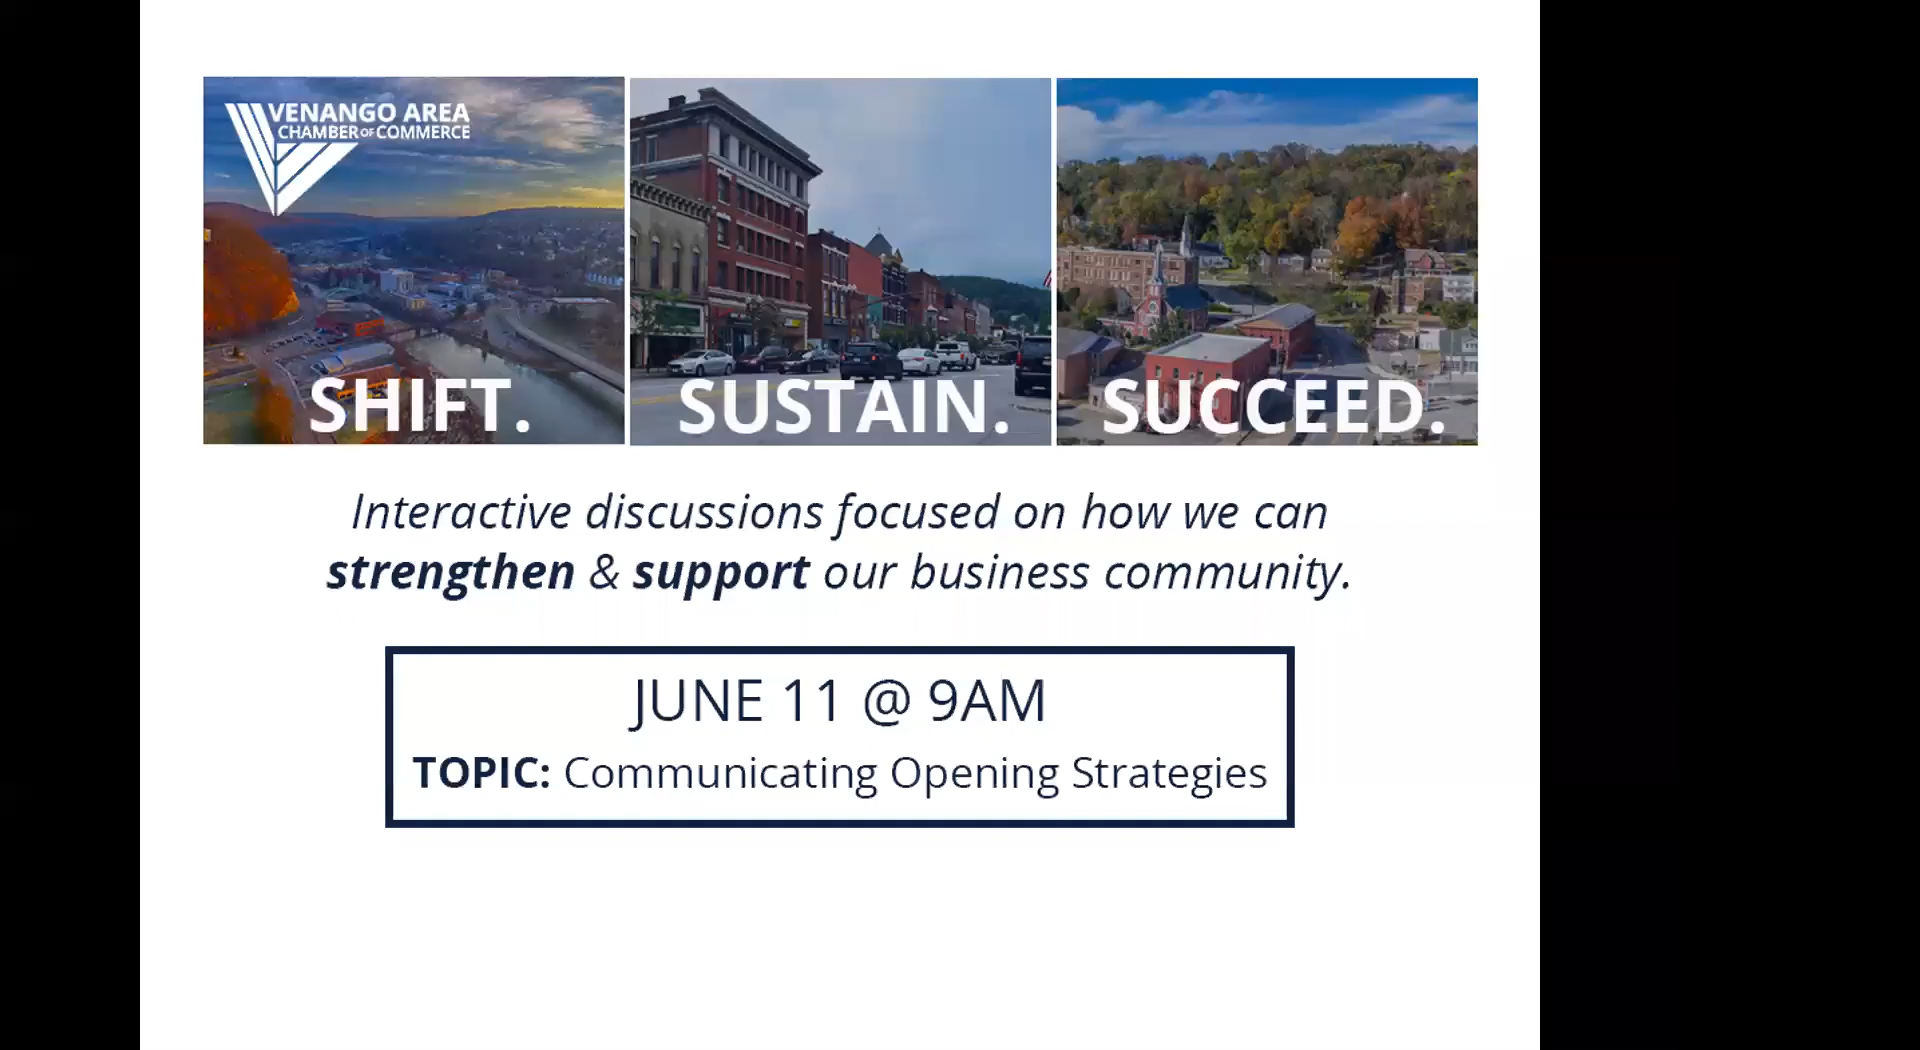 VENANGO AREA
CHAMBER OF COMMERCE
SHIFT.
SUSTAIN.
SUCCEED.
Interactive discussions focused on how we can
strengthen & support our business community.
JUNE 11 @ 9AM
TOPIC: Communicating Opening Strategies